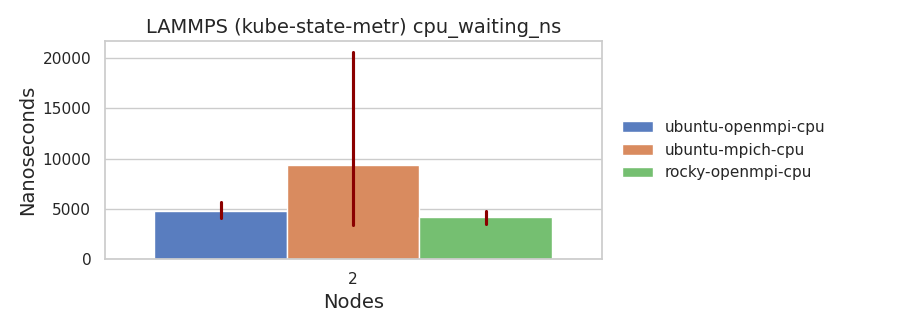 LAMMPS (kube-state-metr) cpu_waiting_ns
Nanoseconds
20000
15000
10000
5000
0
2
Nodes
ubuntu-openmpi-cpu
ubuntu-mpich-cpu
rocky-openmpi-cpu